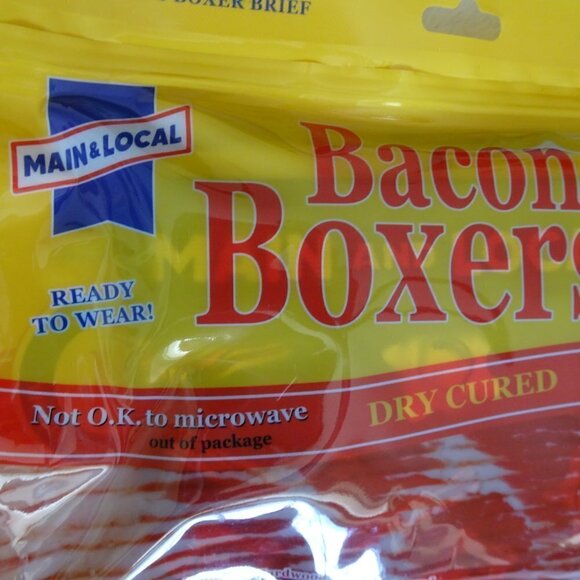 BOXER BRIEF
MAIN & LOCAL
Bacon
Boxers
READY
TO WEAR!
Not O.K. to microwave
out of package
DRY CURED